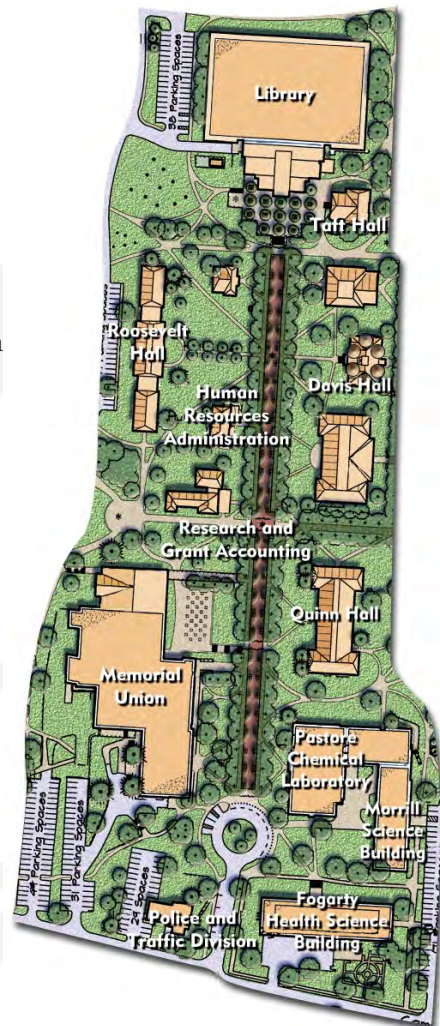 38 Parking Spaces
Library
Taft Hall
Roosevelt
Hall
Davis Hall
Human
Resources
Administration
Research and
Grant Accounting
Quinn Hall
Memorial
Union
Pastore
Chemical
Laboratory
Morrill
Science
Building
Parking Spaces
31 Parking Spaces
29 Spaces
Police and
Traffic Division
Fogarty
Health Science
Building